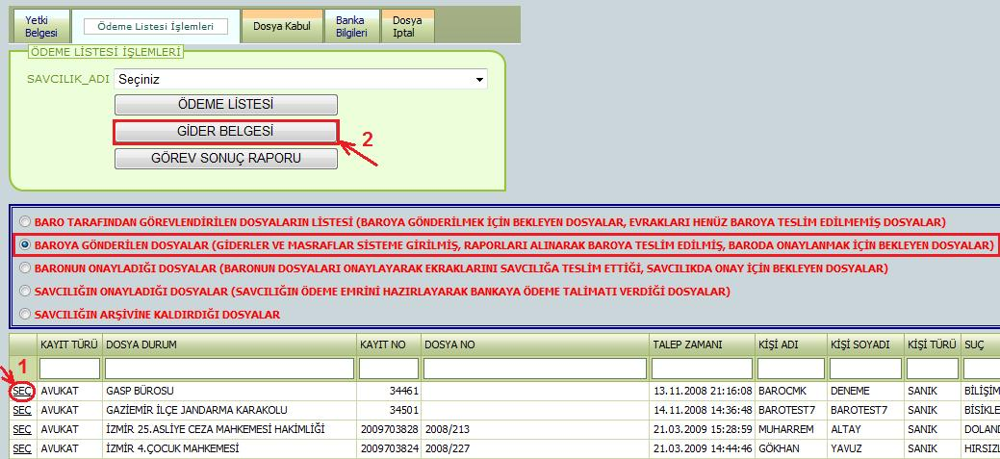 Yetki Belgesi
Ödeme Listesi İşlemleri
Dosya Kabul
Banka Bilgileri
Dosya Iptal
ÖDEME LİSTESİ İŞLEMLERİ
SAVCILIK_ADI Seçiniz
ÖDEME LİSTESİ
GİDER BELGESİ
2
GÖREV SONUÇ RAPORU
BARO TARAFINDAN GÖREVLENDİRİLEN DOSYALARIN LİSTESİ (BAROYA GÖNDERİLMEK İÇİN BEKLEYEN DOSYALAR, EVRAKLARI HENÜZ BAROYA TESLİM EDİLMEMİŞ DOSYALAR)
BAROYA GÖNDERİLEN DOSYALAR (GİDERLER VE MASRAFLAR SİSTEME GİRİLMİŞ, RAPORLARI ALINARAK BAROYA TESLİM EDİLMİŞ, BARODA ONAYLANMAK İÇİN BEKLEYEN DOSYALAR)
BARONUN ONAYLADIĞI DOSYALAR (BARONUN DOSYALARI ONAYLAYARAK EKRAKLARINI SAVCILIĞA TESLİM ETTİĞİ, SAVCILIKDA ONAY İÇİN BEKLEYEN DOSYALAR)
SAVCILIĞIN ONAYLADIĞI DOSYALAR (SAVCILIĞIN ÖDEME EMRİNİ HAZIRLAYARAK BANKAYA ÖDEME TALİMATI VERDİĞİ DOSYALAR)
SAVCILIĞIN ARŞİVİNE KALDIRDIĞI DOSYALAR
KAYIT TÜRÜ DOSYA DURUM KAYIT NO DOSYA NO TALEP ZAMANI KİŞİ ADI KİŞİ SOYADI KİŞİ TÜRÜ SUÇ
1
SEÇ AVUKAT GASP BÜROSU 34461 13.11.2008 21:16:08 BAROCMK DENEME SANIK BİLİŞİM
SEÇ AVUKAT GAZİEMİR İLÇE JANDARMA KARAKOLU 34501 14.11.2008 14:36:48 BAROTEST7 BAROTEST7 SANIK BİSİKLE
SEÇ AVUKAT İZMİR 25.ASLİYE CEZA MAHKEMESİ HAKİMLİĞİ 2009703828 2008/213 21.03.2009 15:28:59 MUHARREM ALTAY SANIK DOLAND
SEÇ AVUKAT İZMİR 4.ÇOCUK MAHKEMESİ 2009703824 2008/227 21.03.2009 14:44:46 GÖKHAN YAVUZ SANIK HIRSIZL